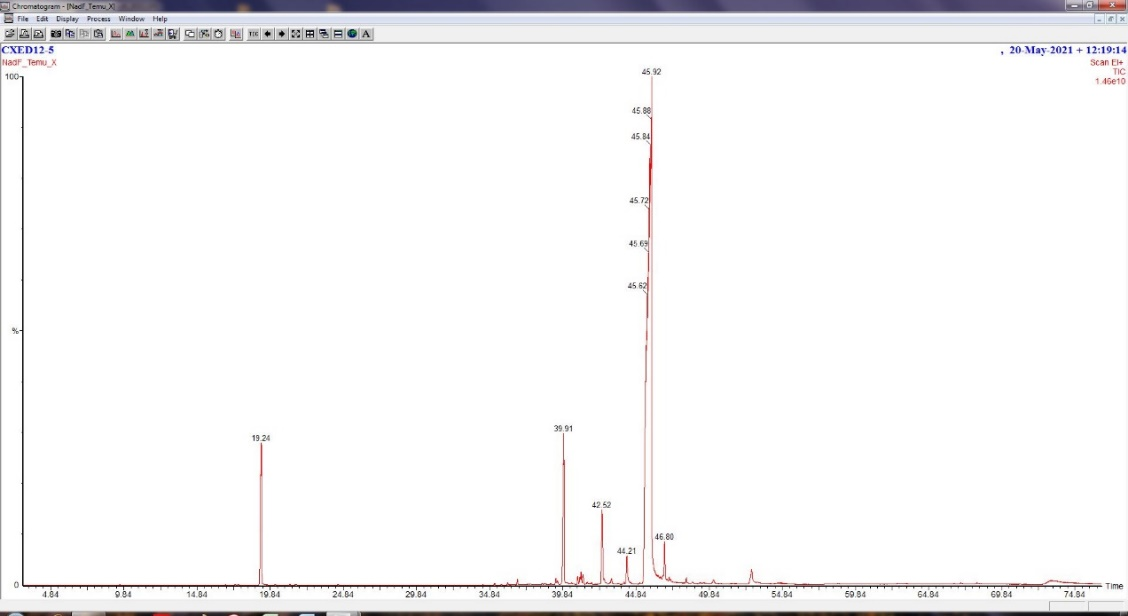 Chromatogram - [NadF_Temu_X]
File Edit Display Process Window Help
TIC A
CXED12-5
, 20-May-2021 + 12:19:14
NadF_Temu_X
Scan EI+
TIC
1.46e10
100
%
0
45.92
45.88
45.84
45.72
45.69
45.62
19.24
39.91
42.52
44.21
46.80
Time
4.84 9.84 14.84 19.84 24.84 29.84 34.84 39.84 44.84 49.84 54.84 59.84 64.84 69.84 74.84